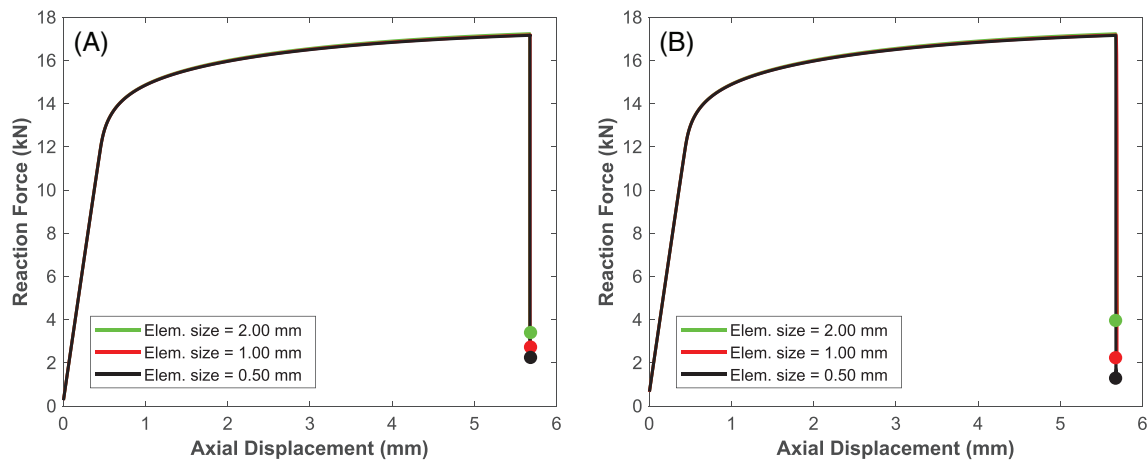 (A)
Reaction Force (kN)
18
16
14
12
10
8
6
4
2
0
Elem. size = 2.00 mm
Elem. size = 1.00 mm
Elem. size = 0.50 mm
0 1 2 3 4 5 6
Axial Displacement (mm)
(B)
Reaction Force (kN)
18
16
14
12
10
8
6
4
2
0
Elem. size = 2.00 mm
Elem. size = 1.00 mm
Elem. size = 0.50 mm
0 1 2 3 4 5 6
Axial Displacement (mm)